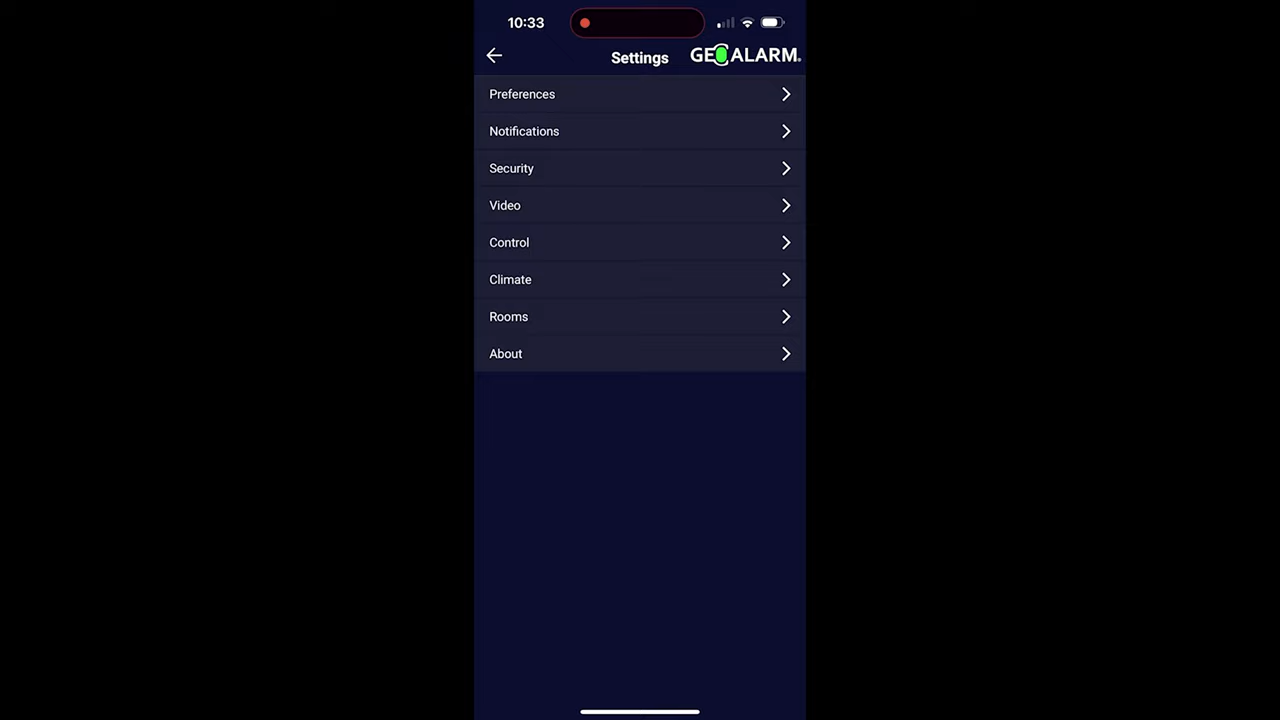 10:33
Settings
GEOALARM®
Preferences
Notifications
Security
Video
Control
Climate
Rooms
About